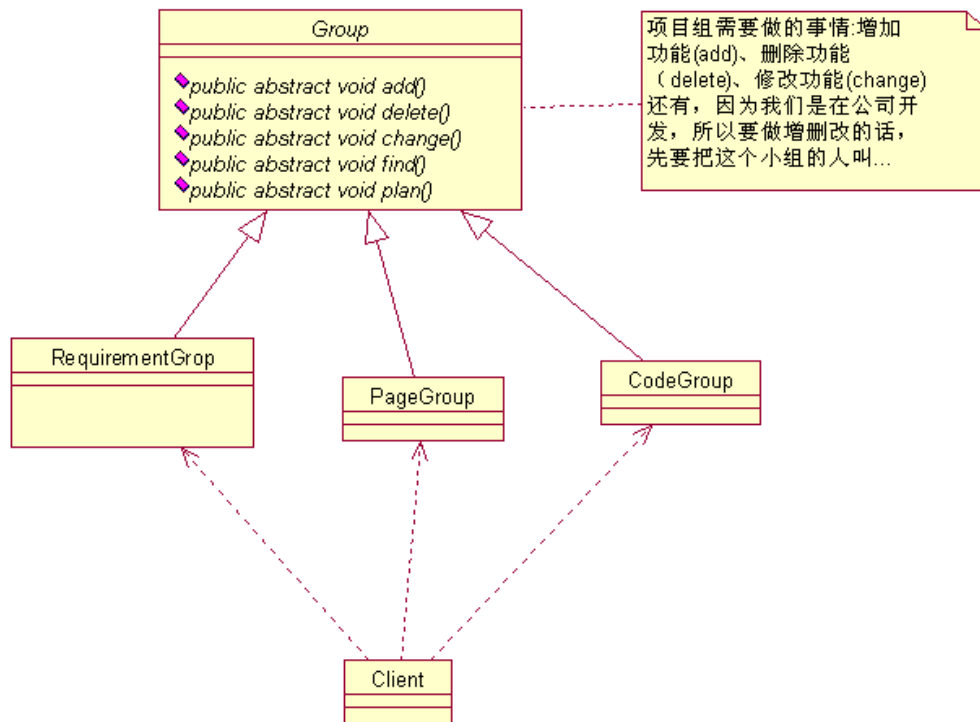 Group
public abstract void add()
public abstract void delete()
public abstract void change()
public abstract void find()
public abstract void plan()
项目组需要做的事情:增加
功能(add)、删除功能
（delete)、修改功能(change)
还有，因为我们是在公司开
发，所以要做增删改的话，
先要把这个小组的人叫...
RequirementGrop
PageGroup
CodeGroup
Client